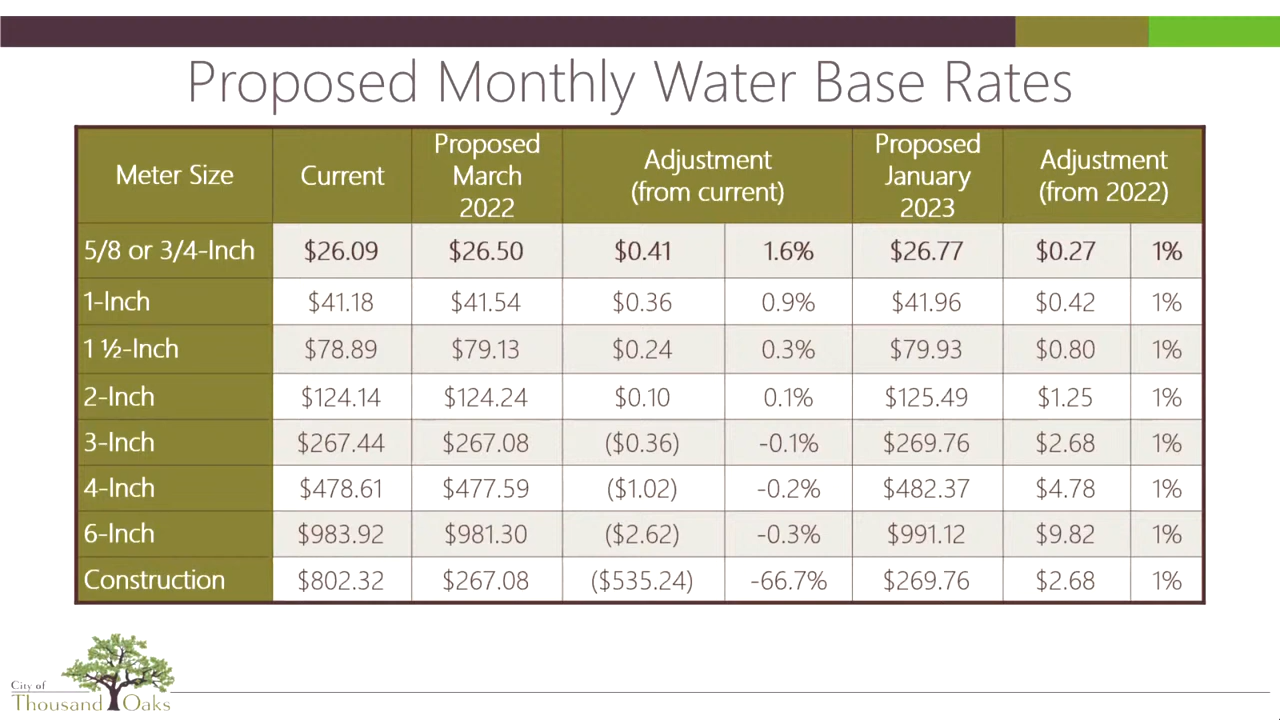 Proposed Monthly Water Base Rates
Meter Size Current Proposed March 2022 Adjustment (from current) Proposed January 2023 Adjustment (from 2022)
5/8 or 3/4-Inch $26.09 $26.50 $0.41 1.6% $26.77 $0.27 1%
1-Inch $41.18 $41.54 $0.36 0.9% $41.96 $0.42 1%
1 ½-Inch $78.89 $79.13 $0.24 0.3% $79.93 $0.80 1%
2-Inch $124.14 $124.24 $0.10 0.1% $125.49 $1.25 1%
3-Inch $267.44 $267.08 ($0.36) -0.1% $269.76 $2.68 1%
4-Inch $478.61 $477.59 ($1.02) -0.2% $482.37 $4.78 1%
6-Inch $983.92 $981.30 ($2.62) -0.3% $991.12 $9.82 1%
Construction $802.32 $267.08 ($535.24) -66.7% $269.76 $2.68 1%
City of
Thousand Oaks